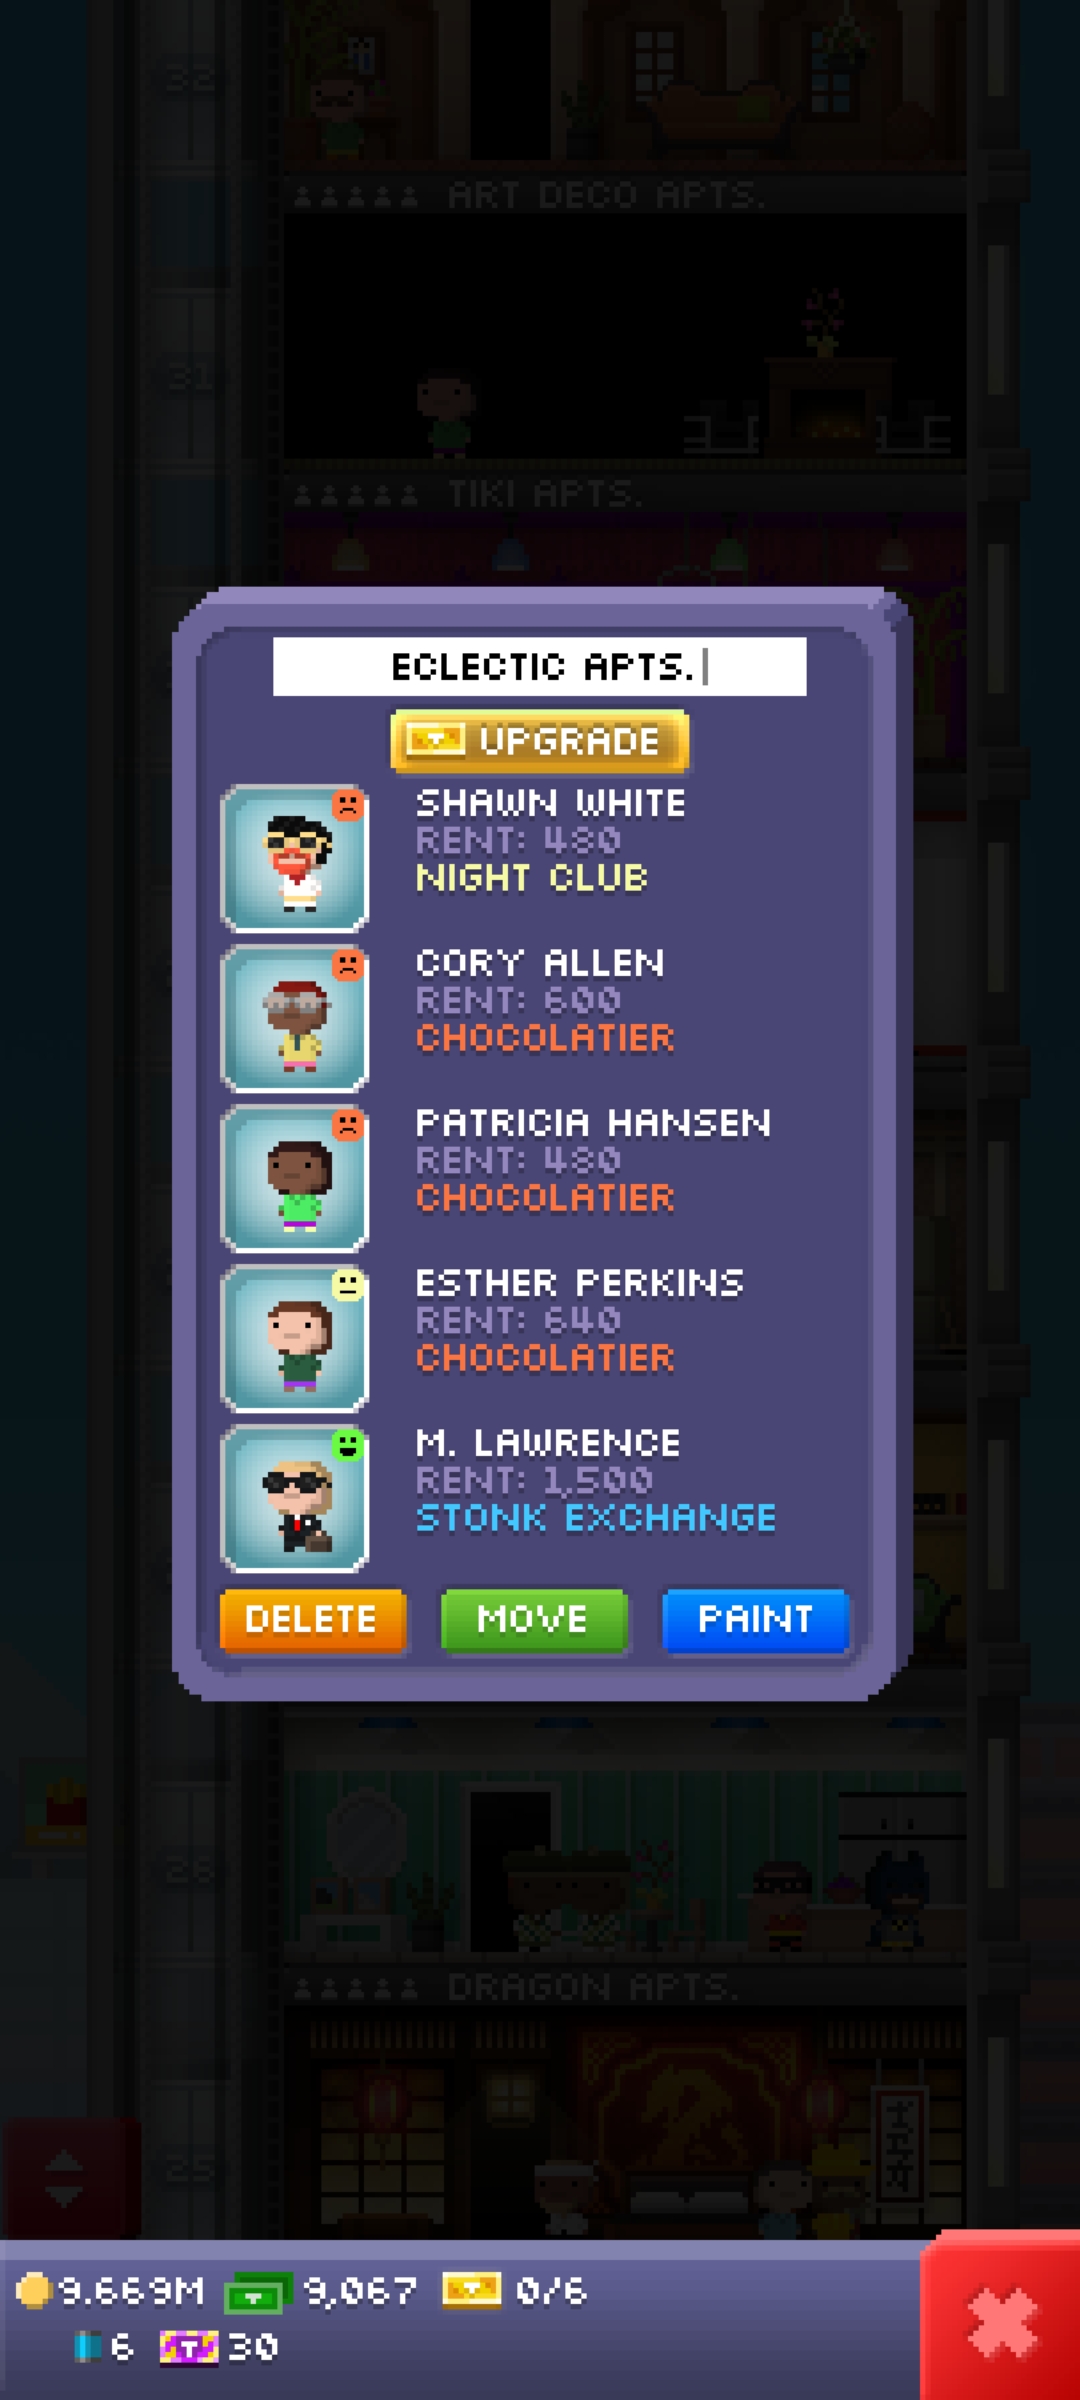 32
ART DECO APTS.
31
TIKI APTS.
ECLECTIC APTS.
UPGRADE
SHAWN WHITE
RENT: 480
NIGHT CLUB
CORY ALLEN
RENT: 600
CHOCOLATIER
PATRICIA HANSEN
RENT: 480
CHOCOLATIER
ESTHER PERKINS
RENT: 640
CHOCOLATIER
M. LAWRENCE
RENT: 1,500
STONK EXCHANGE
DELETE MOVE PAINT
26
DRAGON APTS.
25
9.669M 9,067 0/6
6 T 30